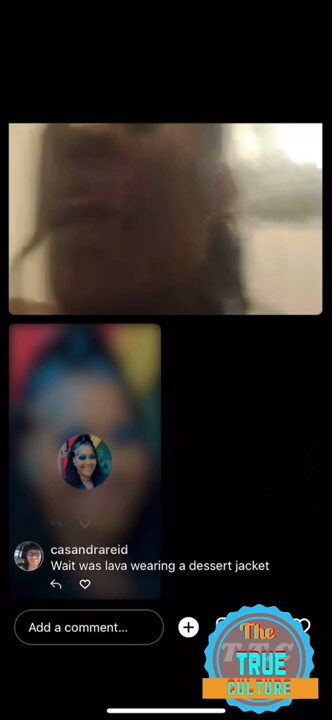 casandrareid
Wait was lava wearing a dessert jacket
Add a comment...
The
TRUE
CULTURE